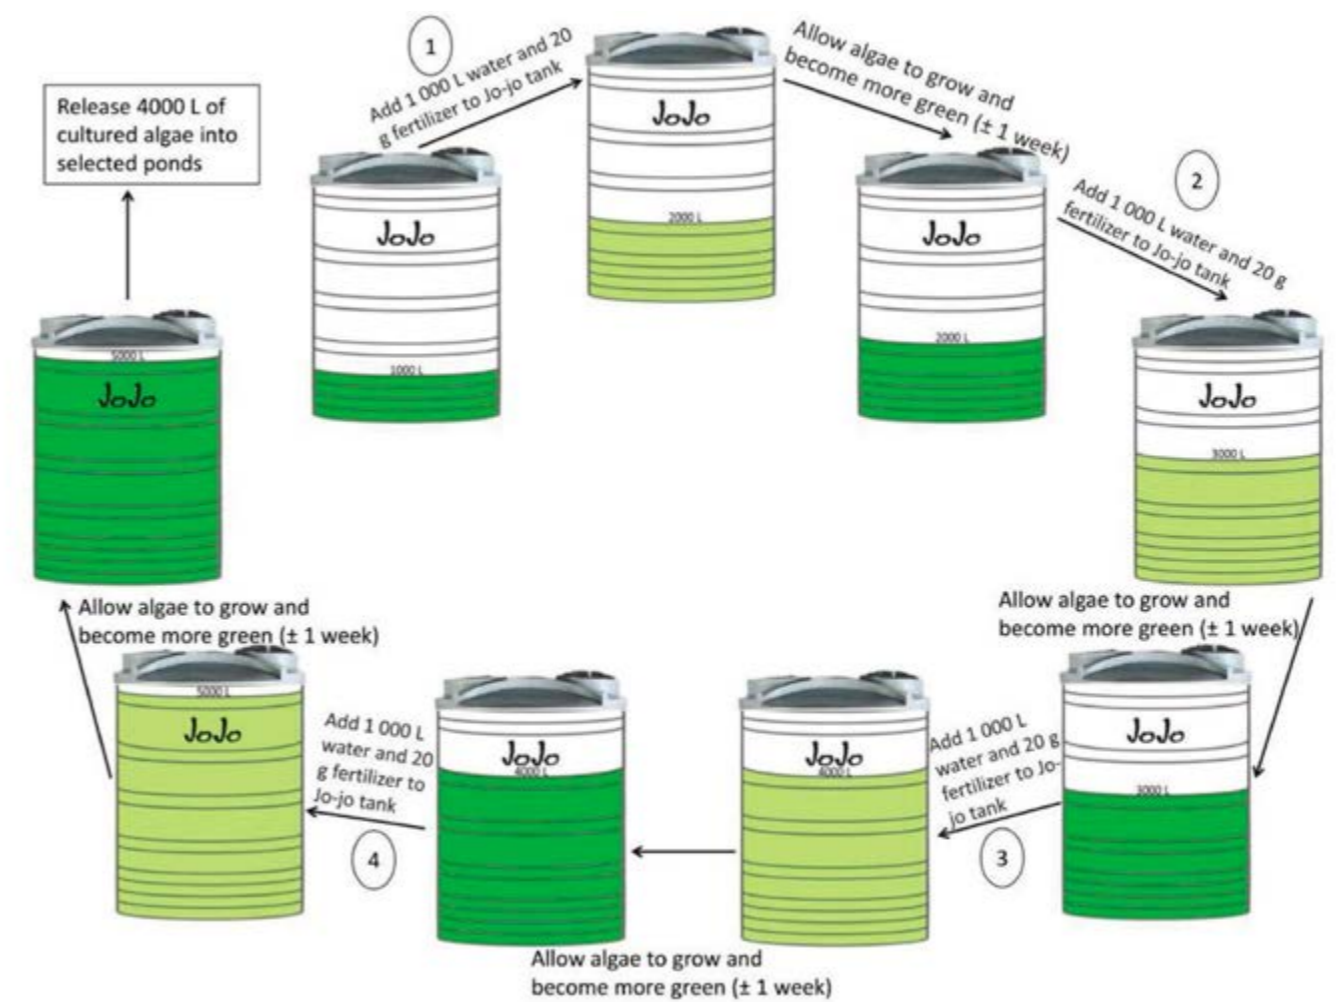 Release 4000 L of
cultured algae into
selected ponds
1
Add 1 000 L water and 20
g fertilizer to Jo-jo tank
JoJo
1000 L
JoJo
2000 L
Allow algae to grow and
become more green (± 1 week)
JoJo
2000 L
2
Add 1 000 L water and 20 g
fertilizer to Jo-jo tank
JoJo
3000 L
Allow algae to grow and
become more green (± 1 week)
JoJo
3000 L
Add 1 000 L
water and 20 g
fertilizer to Jo-
jo tank
3
JoJo
4000 L
Allow algae to grow and
become more green (± 1 week)
JoJo
4000 L
Add 1 000 L
water and 20
g fertilizer to
Jo-jo tank
4
5000 L
JoJo
Allow algae to grow and
become more green (± 1 week)
5000 L
JoJo